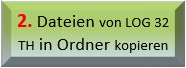 2. Dateien von LOG 32
TH in Ordner kopieren